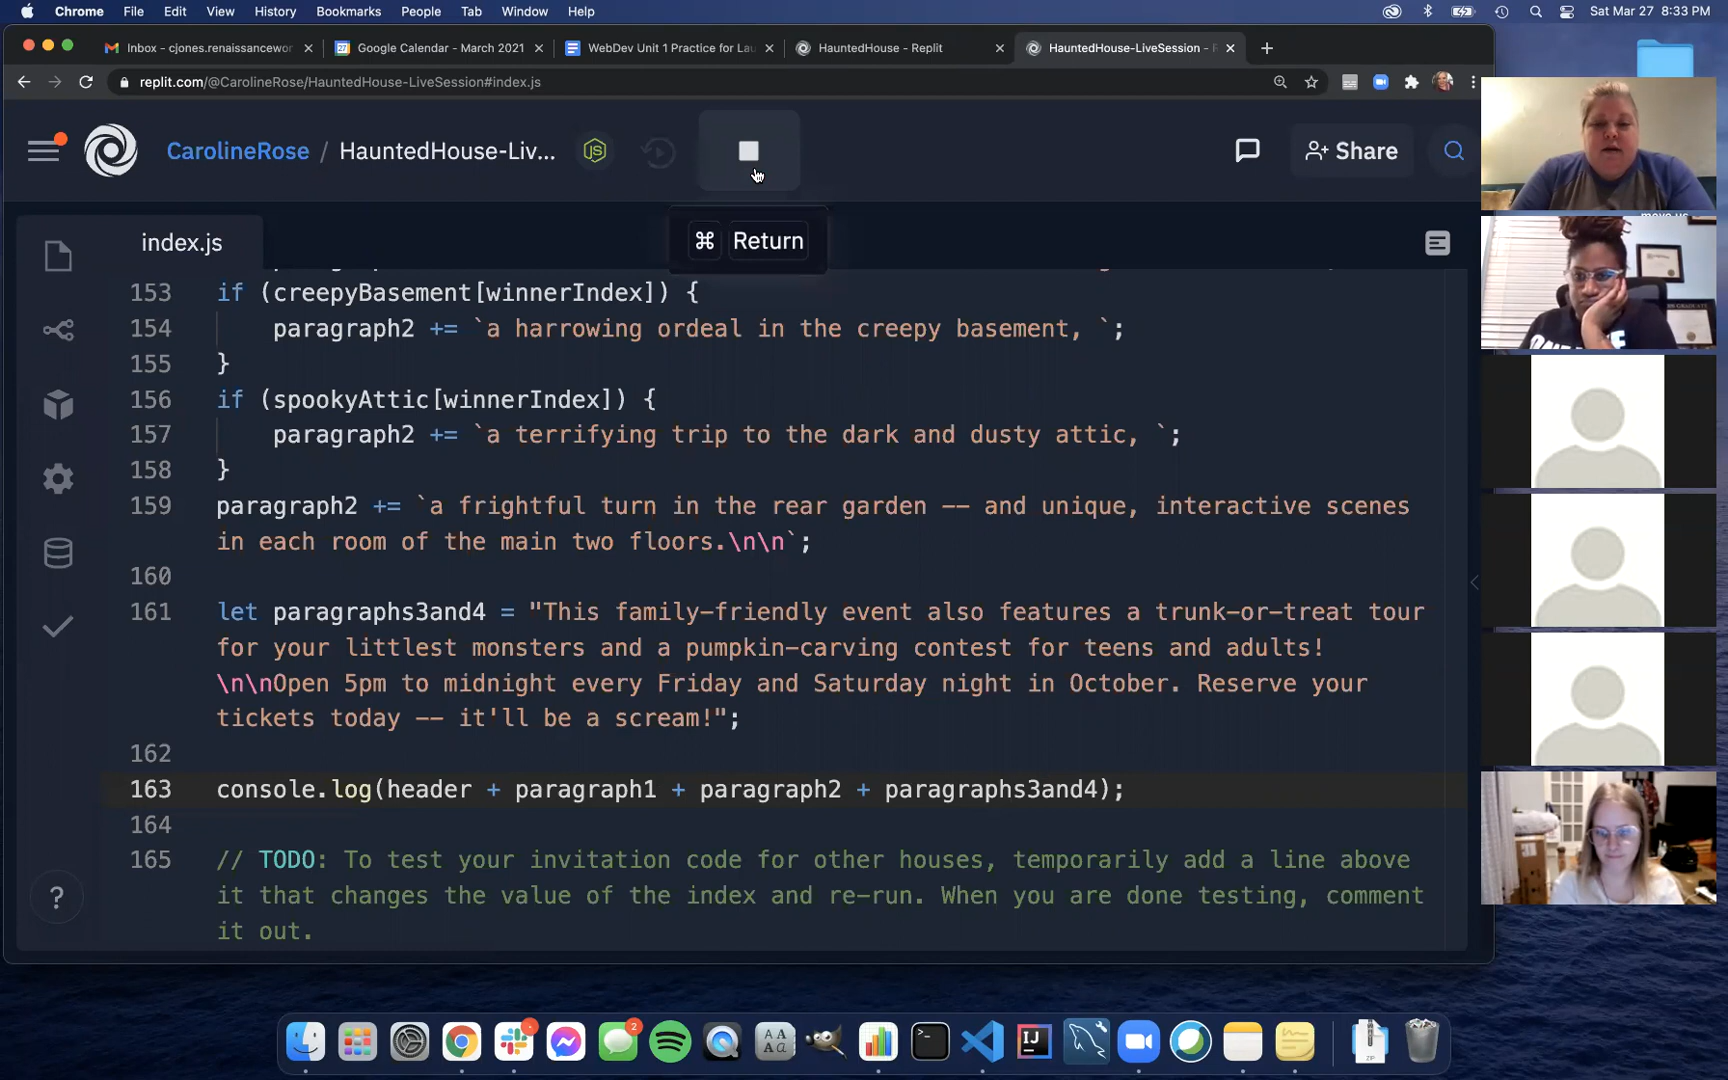 Chrome File Edit View History Bookmarks People Tab Window Help Sat Mar 27 8:33 PM
Inbox - cjones.renaissancewor
27 Google Calendar - March 2021
WebDev Unit 1 Practice for Lau
HauntedHouse - Replit
HauntedHouse-LiveSession -
replit.com/@CarolineRose/HauntedHouse-LiveSession#index.js
CarolineRose / HauntedHouse-Liv... JS Share
⌘ Return
index.js
153 if (creepyBasement[winnerIndex]) {
154 paragraph2 += `a harrowing ordeal in the creepy basement, `;
155 }
156 if (spookyAttic[winnerIndex]) {
157 paragraph2 += `a terrifying trip to the dark and dusty attic, `;
158 }
159 paragraph2 += `a frightful turn in the rear garden -- and unique, interactive scenes
in each room of the main two floors.\n\n`;
160
161 let paragraphs3and4 = "This family-friendly event also features a trunk-or-treat tour
for your littlest monsters and a pumpkin-carving contest for teens and adults!
\n\nOpen 5pm to midnight every Friday and Saturday night in October. Reserve your
tickets today -- it'll be a scream!";
162
163 console.log(header + paragraph1 + paragraph2 + paragraphs3and4);
164
165 // TODO: To test your invitation code for other houses, temporarily add a line above
it that changes the value of the index and re-run. When you are done testing, comment
it out.
?
2
AA
AA
IJ
ZIP